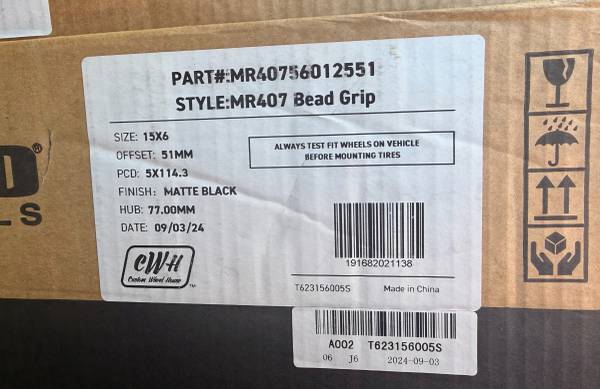 PART#:MR40756012551
STYLE:MR407 Bead Grip
SIZE: 15X6
OFFSET: 51MM
PCD: 5X114.3
FINISH: MATTE BLACK
HUB: 77.00MM
DATE: 09/03/24
ALWAYS TEST FIT WHEELS ON VEHICLE
BEFORE MOUNTING TIRES
191682021138
CWH
Custom Wheel House
TM
T623156005S
Made in China
A002 T623156005S
06 J6 2024-09-03
D®
LS